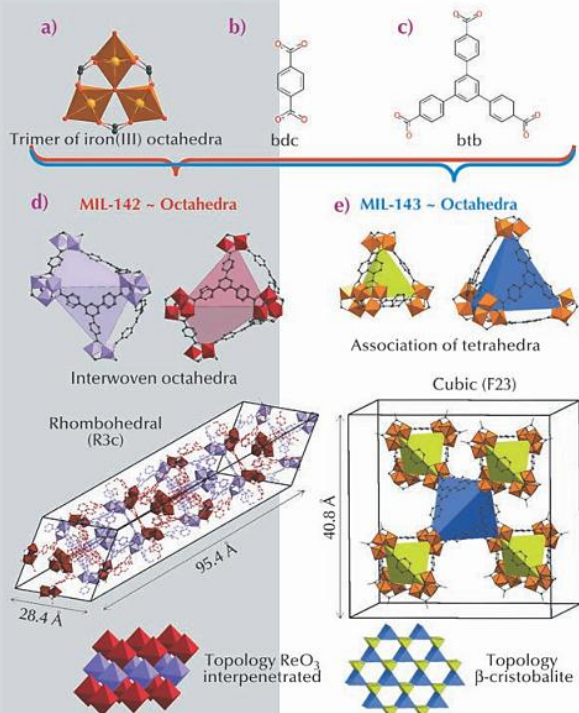 a)
b)
c)
Trimer of iron(III) octahedra
bdc
btb
d)
MIL-142 ~ Octahedra
e)
MIL-143 ~ Octahedra
Interwoven octahedra
Association of tetrahedra
Rhombohedral
(R3c)
Cubic (F23)
95.4 Å
28.4 Å
40.8 Å
Topology ReO₃
interpenetrated
Topology
β-cristobalite